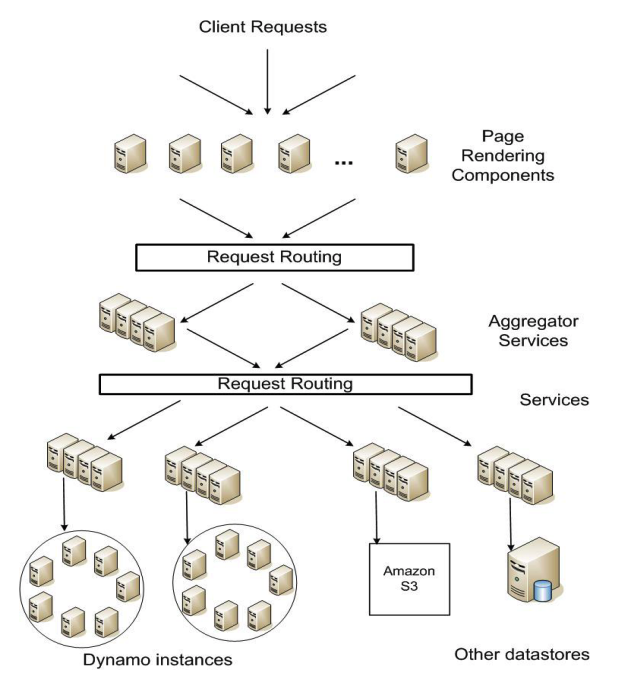 Client Requests
Page
Rendering
Components
...
Request Routing
Aggregator
Services
Request Routing
Services
Amazon
S3
Dynamo instances
Other datastores